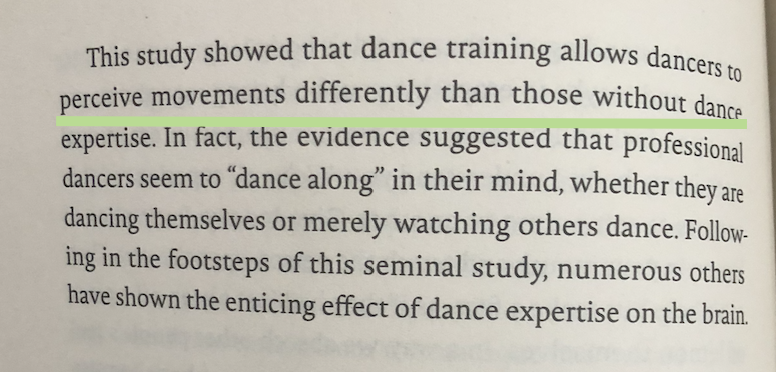 This study showed that dance training allows dancers to
perceive movements differently than those without dance
expertise. In fact, the evidence suggested that professional
dancers seem to “dance along” in their mind, whether they are
dancing themselves or merely watching others dance. Follow-
ing in the footsteps of this seminal study, numerous others
have shown the enticing effect of dance expertise on the brain.